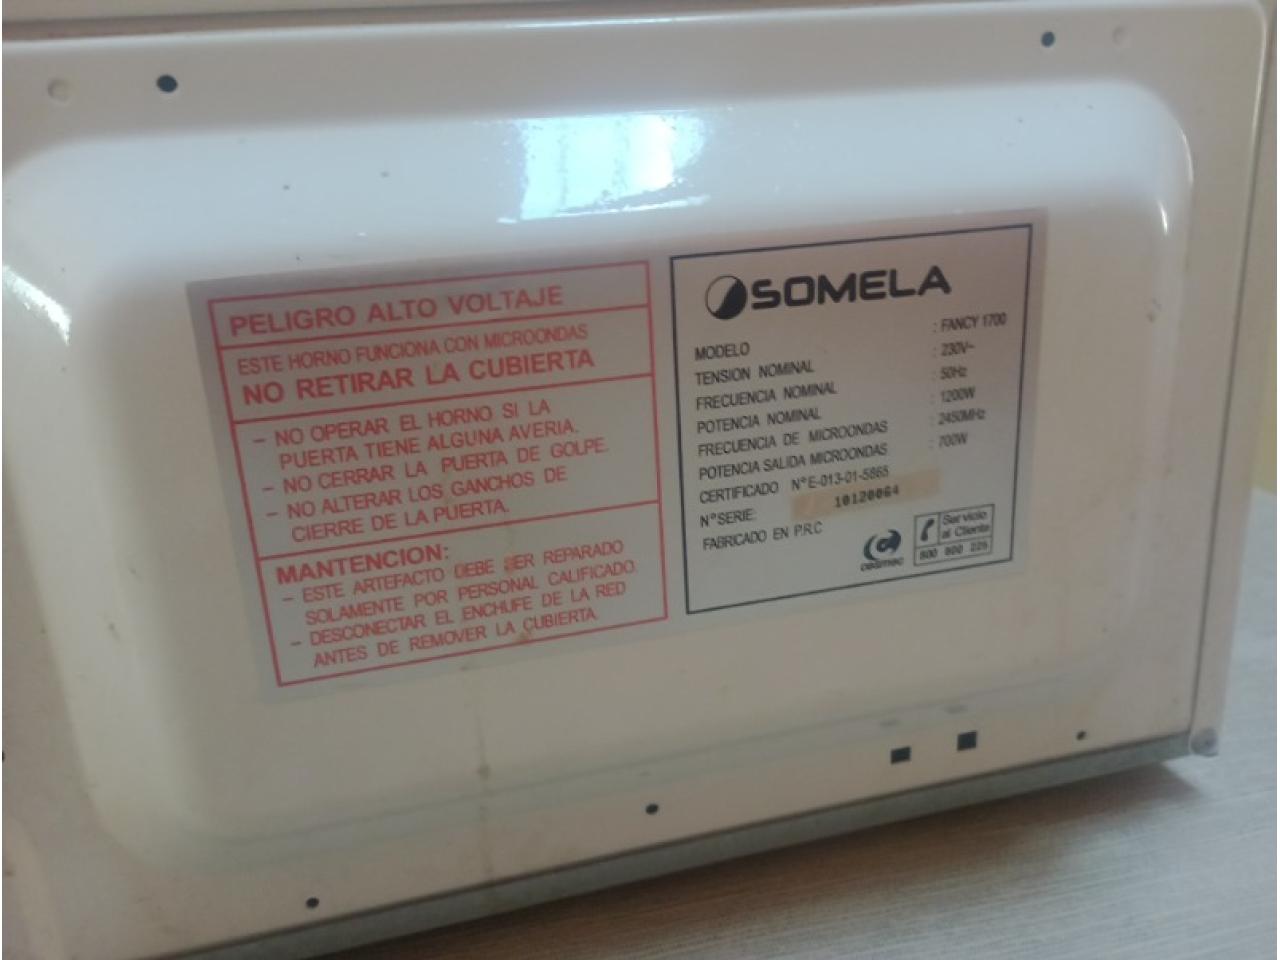 PELIGRO ALTO VOLTAJE
ESTE HORNO FUNCIONA CON MICROONDAS
NO RETIRAR LA CUBIERTA
– NO OPERAR EL HORNO SI LA
PUERTA TIENE ALGUNA AVERIA.
– NO CERRAR LA PUERTA DE GOLPE.
– NO ALTERAR LOS GANCHOS DE
CIERRE DE LA PUERTA.
MANTENCION:
– ESTE ARTEFACTO DEBE SER REPARADO
SOLAMENTE POR PERSONAL CALIFICADO.
– DESCONECTAR EL ENCHUFE DE LA RED
ANTES DE REMOVER LA CUBIERTA.
SOMELA
MODELO : FANCY 1700
TENSION NOMINAL : 230V~
FRECUENCIA NOMINAL : 50Hz
POTENCIA NOMINAL : 1200W
FRECUENCIA DE MICROONDAS : 2450MHz
POTENCIA SALIDA MICROONDAS : 700W
CERTIFICADO N°E-013-01-5865
N°SERIE: 10120064
FABRICADO EN P.R.C
cesmec
Servicio
al Cliente
800 800 225